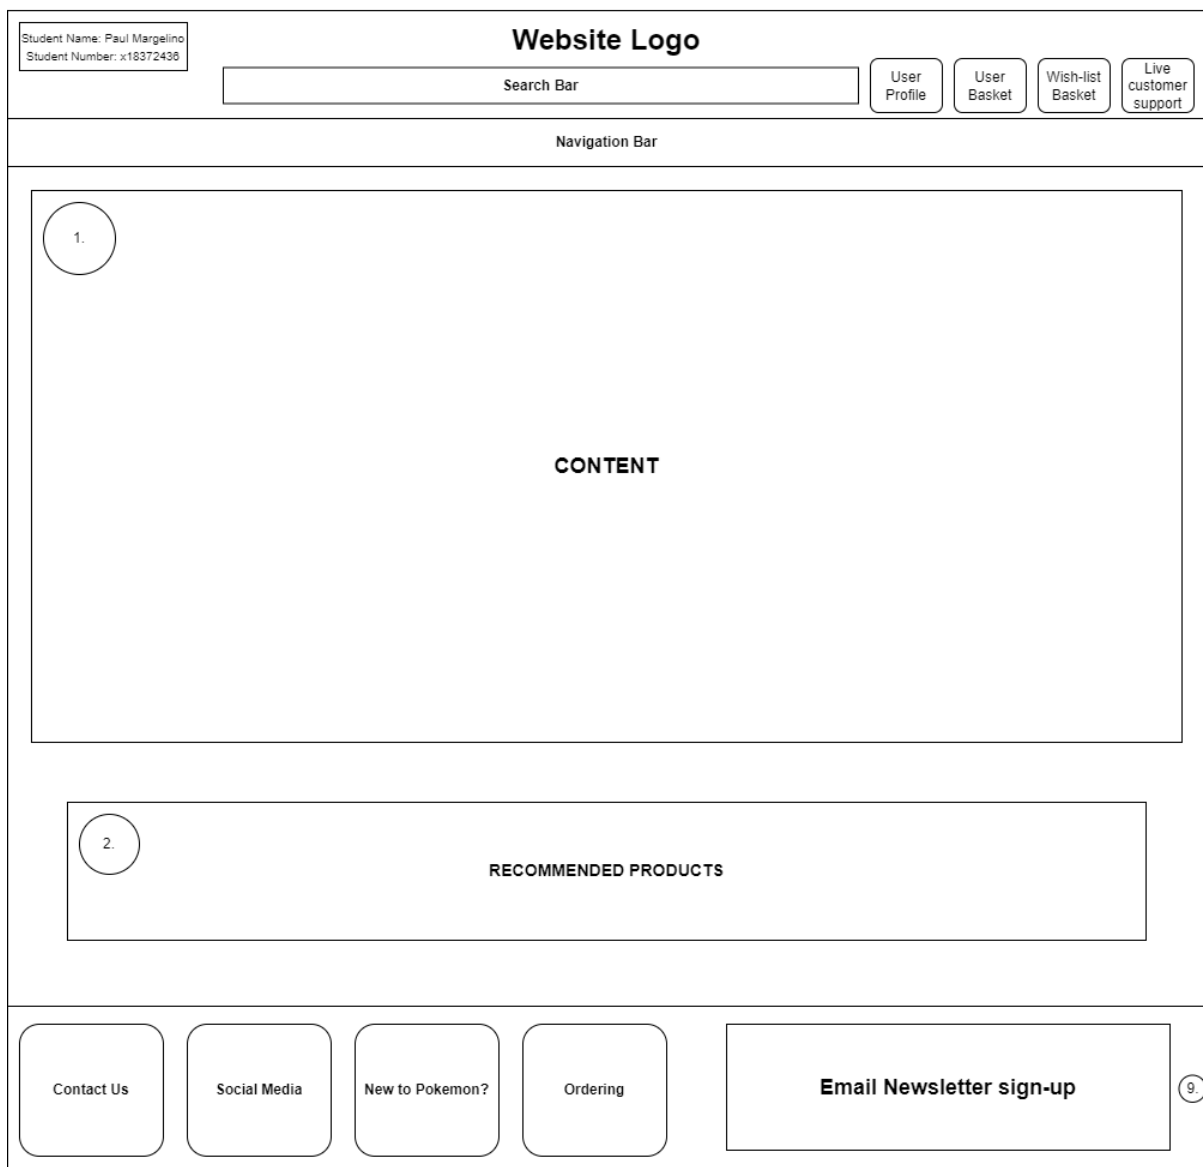 Student Name: Paul Margelino
Student Number: x18372436
Website Logo
Search Bar
User
Profile
User
Basket
Wish-list
Basket
Live
customer
support
Navigation Bar
1.
CONTENT
2.
RECOMMENDED PRODUCTS
Contact Us
Social Media
New to Pokemon?
Ordering
Email Newsletter sign-up
9.